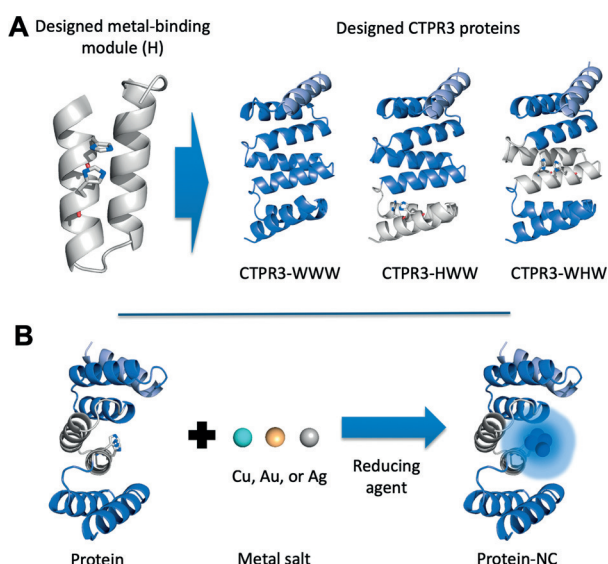 A
Designed metal-binding
module (H)
Designed CTPR3 proteins
CTPR3-WWW
CTPR3-HWW
CTPR3-WHW
B
Cu, Au, or Ag
Reducing
agent
Protein
Metal salt
Protein-NC